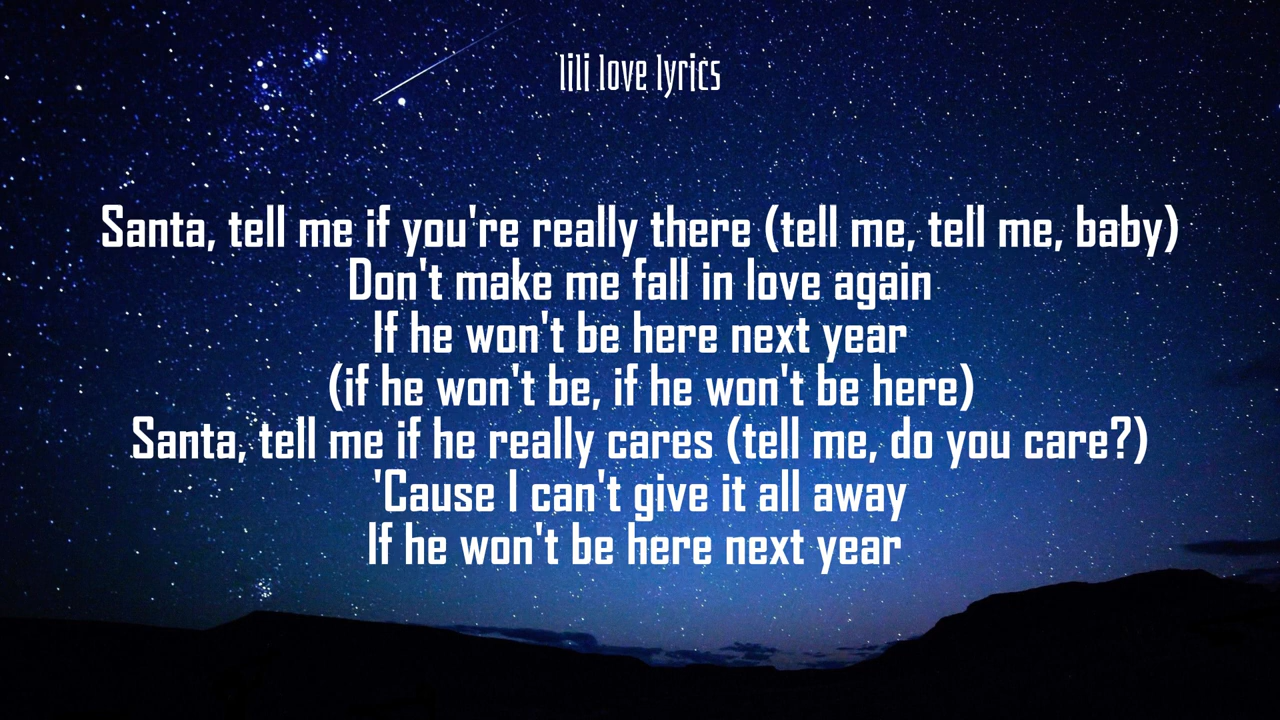 lili love lyrics
Santa, tell me if you're really there (tell me, tell me, baby)
Don't make me fall in love again
If he won't be here next year
(if he won't be, if he won't be here)
Santa, tell me if he really cares (tell me, do you care?)
'Cause I can't give it all away
If he won't be here next year